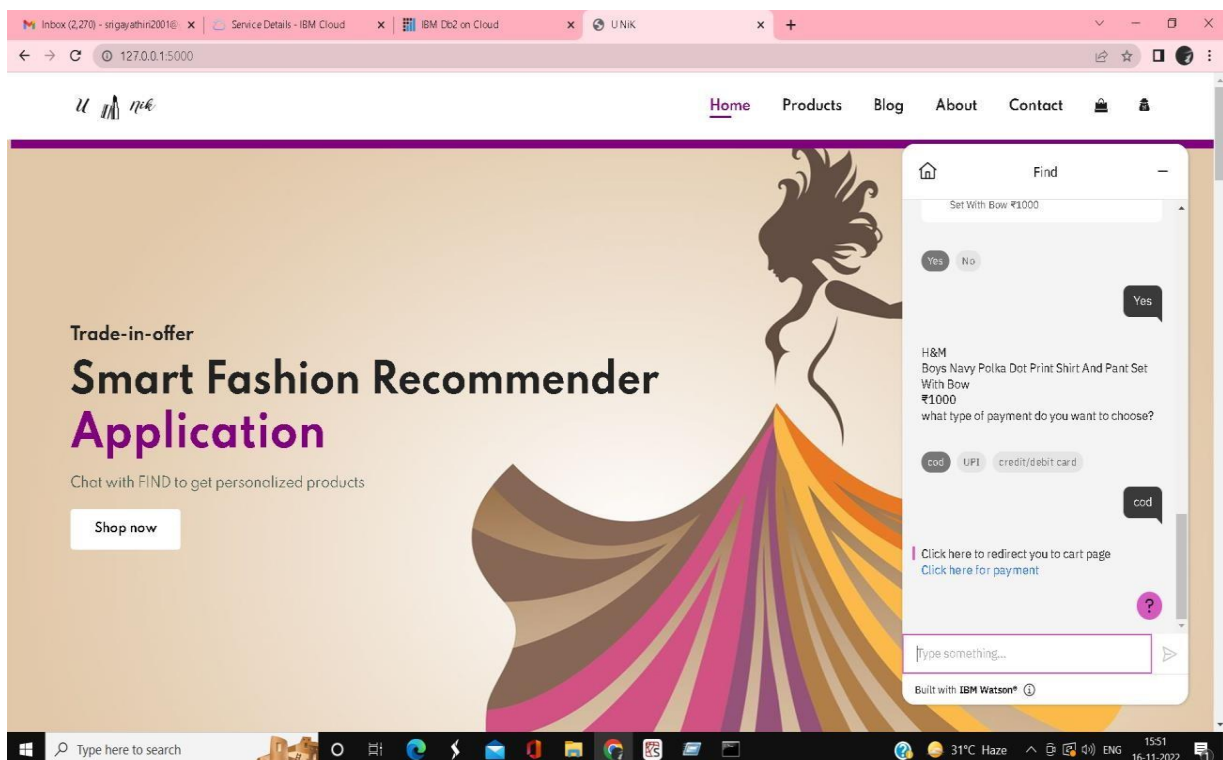 Inbox (2,270) - srigayathiri2001@
Service Details - IBM Cloud
IBM Db2 on Cloud
UNiK
127.0.0.1:5000
U nik
Home Products Blog About Contact
Find
Set With Bow ₹1000
Yes No
Yes
Trade-in-offer
Smart Fashion Recommender
Application
Chat with FIND to get personalized products
Shop now
H&M
Boys Navy Polka Dot Print Shirt And Pant Set
With Bow
₹1000
what type of payment do you want to choose?
cod UPI credit/debit card
cod
Click here to redirect you to cart page
Click here for payment
?
Type something...
Built with IBM Watson®
Type here to search
31°C Haze
ENG
15:51
16-11-2022